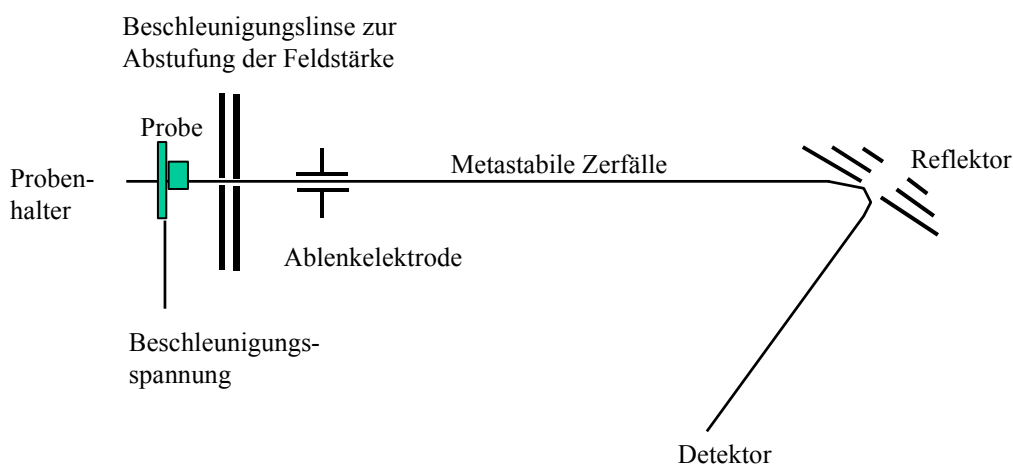 Beschleunigungslinse zur
Abstufung der Feldstärke
Probe
Metastabile Zerfälle
Reflektor
Proben-
halter
Ablenkelektrode
Beschleunigungs-
spannung
Detektor